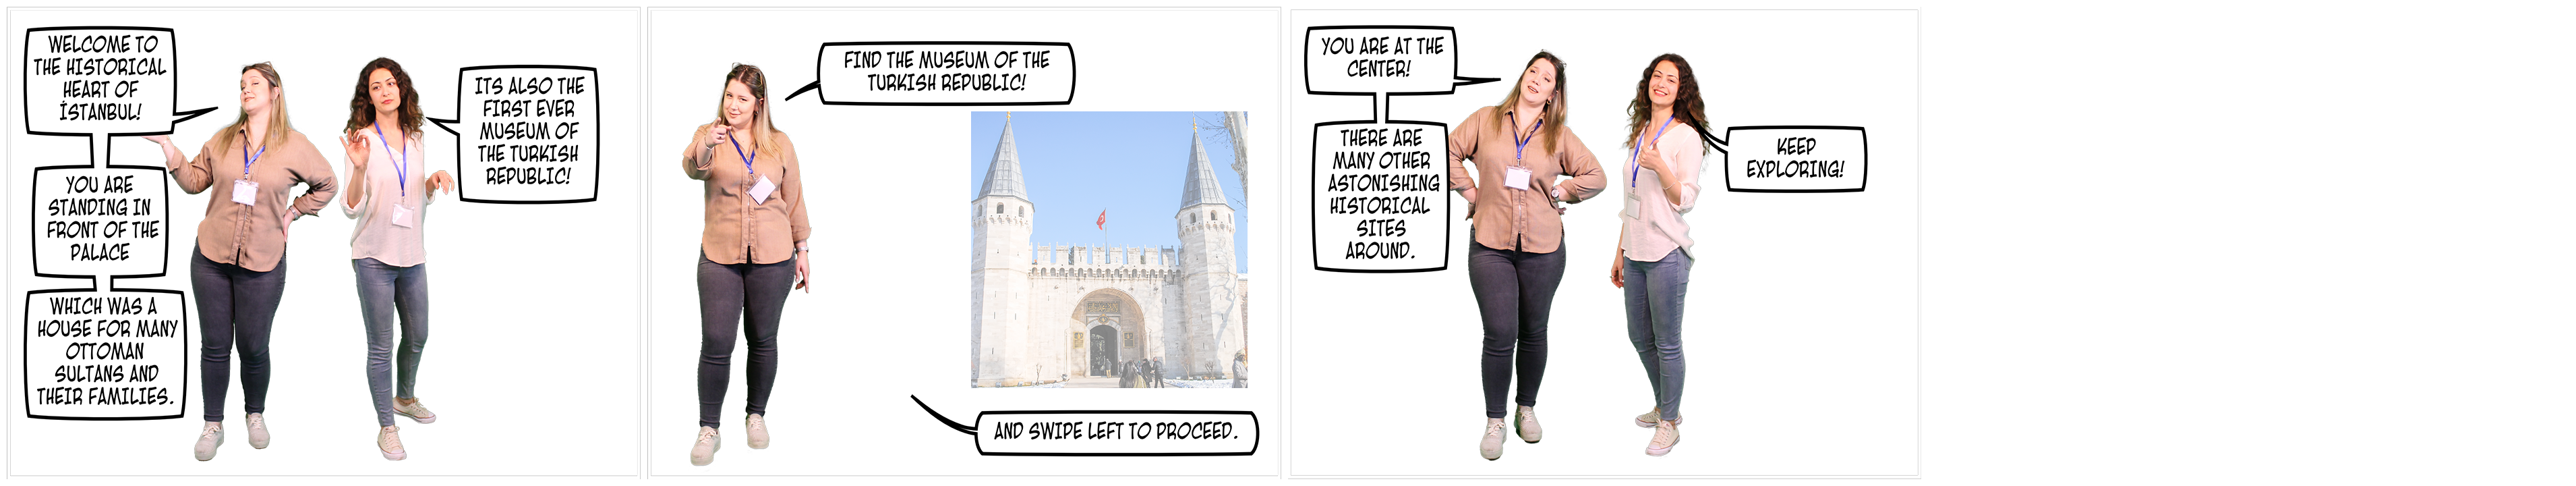 WELCOME TO
THE HISTORICAL
HEART OF
İSTANBUL!
YOU ARE
STANDING IN
FRONT OF THE
PALACE
WHICH WAS A
HOUSE FOR MANY
OTTOMAN
SULTANS AND
THEIR FAMILIES.
ITS ALSO THE
FIRST EVER
MUSEUM OF
THE TURKISH
REPUBLIC!
FIND THE MUSEUM OF THE
TURKISH REPUBLIC!
AND SWIPE LEFT TO PROCEED.
YOU ARE AT THE
CENTER!
THERE ARE
MANY OTHER
ASTONISHING
HISTORICAL
SITES
AROUND.
KEEP
EXPLORING!